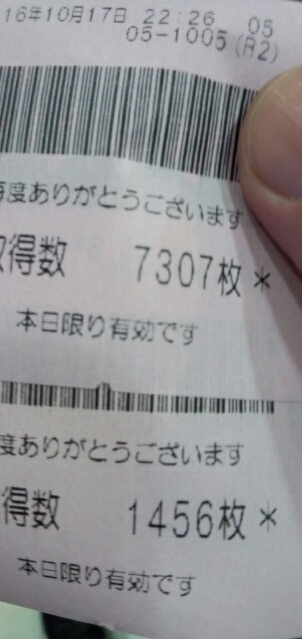 16年10月17日 22:26 05
05-1005(R2)
度ありがとうございます
得数 7307枚*
本日限り有効です
度ありがとうございます
得数 1456枚*
本日限り有効です